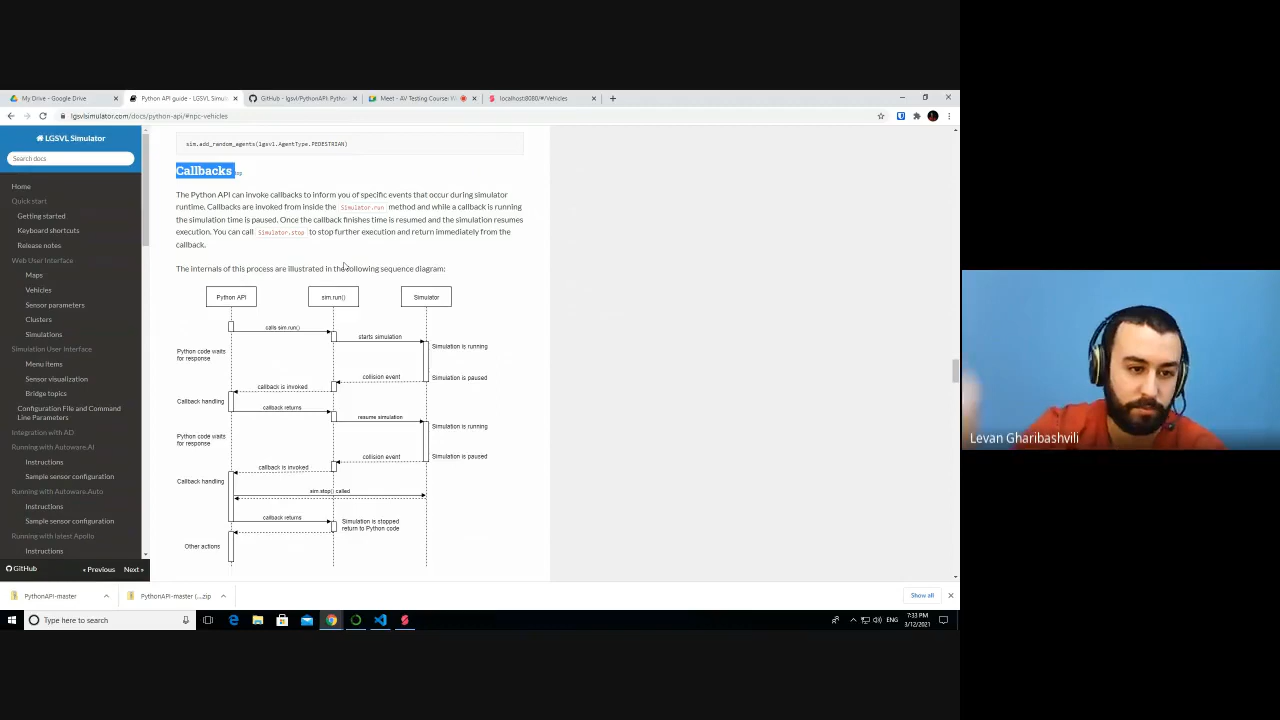 My Drive - Google Drive
Python API guide - LGSVL Simula
GitHub - lgsvl/PythonAPI: Python
Meet - AV Testing Course: W
localhost:8080/#/Vehicles
lgsvlsimulator.com/docs/python-api/#npc-vehicles
LGSVL Simulator
Search docs
Home
Quick start
Getting started
Keyboard shortcuts
Release notes
Web User Interface
Maps
Vehicles
Sensor parameters
Clusters
Simulations
Simulation User Interface
Menu items
Sensor visualization
Bridge topics
Configuration File and Command
Line Parameters
Integration with AD
Running with Autoware.AI
Instructions
Sample sensor configuration
Running with Autoware.Auto
Instructions
Sample sensor configuration
Running with latest Apollo
Instructions
GitHub
« Previous
Next »
sim.add_random_agents(lgsvl.AgentType.PEDESTRIAN)
Callbacks
The Python API can invoke callbacks to inform you of specific events that occur during simulator
runtime. Callbacks are invoked from inside the Simulator.run method and while a callback is running
the simulation time is paused. Once the callback finishes time is resumed and the simulation resumes
execution. You can call Simulator.stop to stop further execution and return immediately from the
callback.
The internals of this process are illustrated in the following sequence diagram:
Python API
sim.run()
Simulator
calls sim.run()
starts simulation
Simulation is running
Python code waits
for response
collision event
Simulation is paused
callback is invoked
Callback handling
callback returns
resume simulation
Simulation is running
Python code waits
for response
collision event
Simulation is paused
callback is invoked
Callback handling
sim.stop() called
callback returns
Simulation is stopped
return to Python code
Other actions
PythonAPI-master
PythonAPI-master (....zip
Show all
Type here to search
ENG
7:33 PM
3/12/2021
Levan Gharibashvili